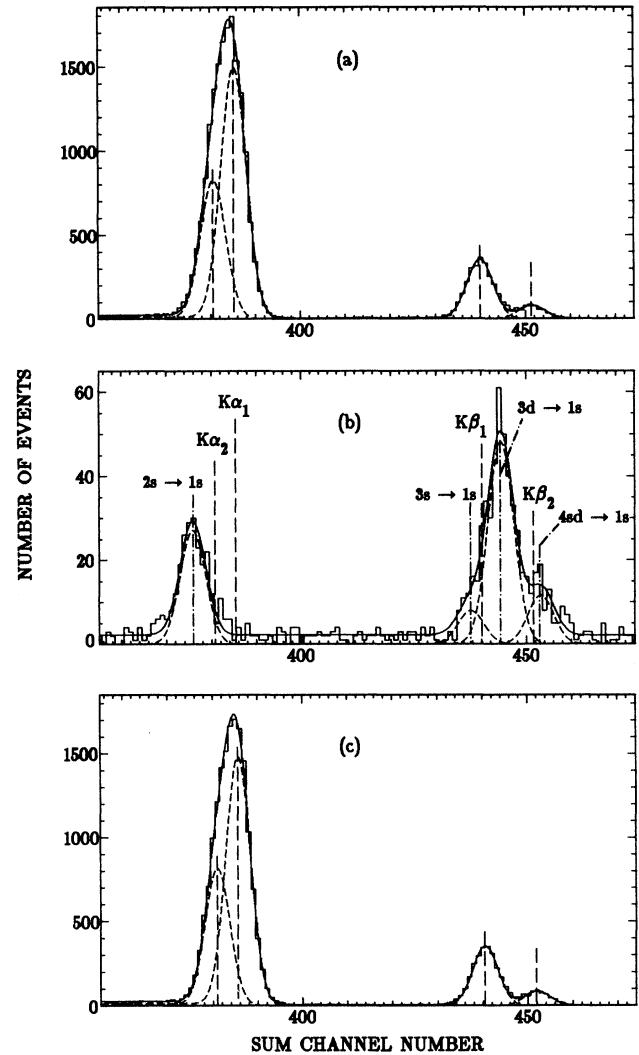 (a)
1500
1000
500
0
400
450
NUMBER OF EVENTS
(b)
60
40
20
0
2s → 1s
Kα₂
Kα₁
3s → 1s
Kβ₁
3d → 1s
Kβ₂
4sd → 1s
400
450
(c)
1500
1000
500
0
400
450
SUM CHANNEL NUMBER